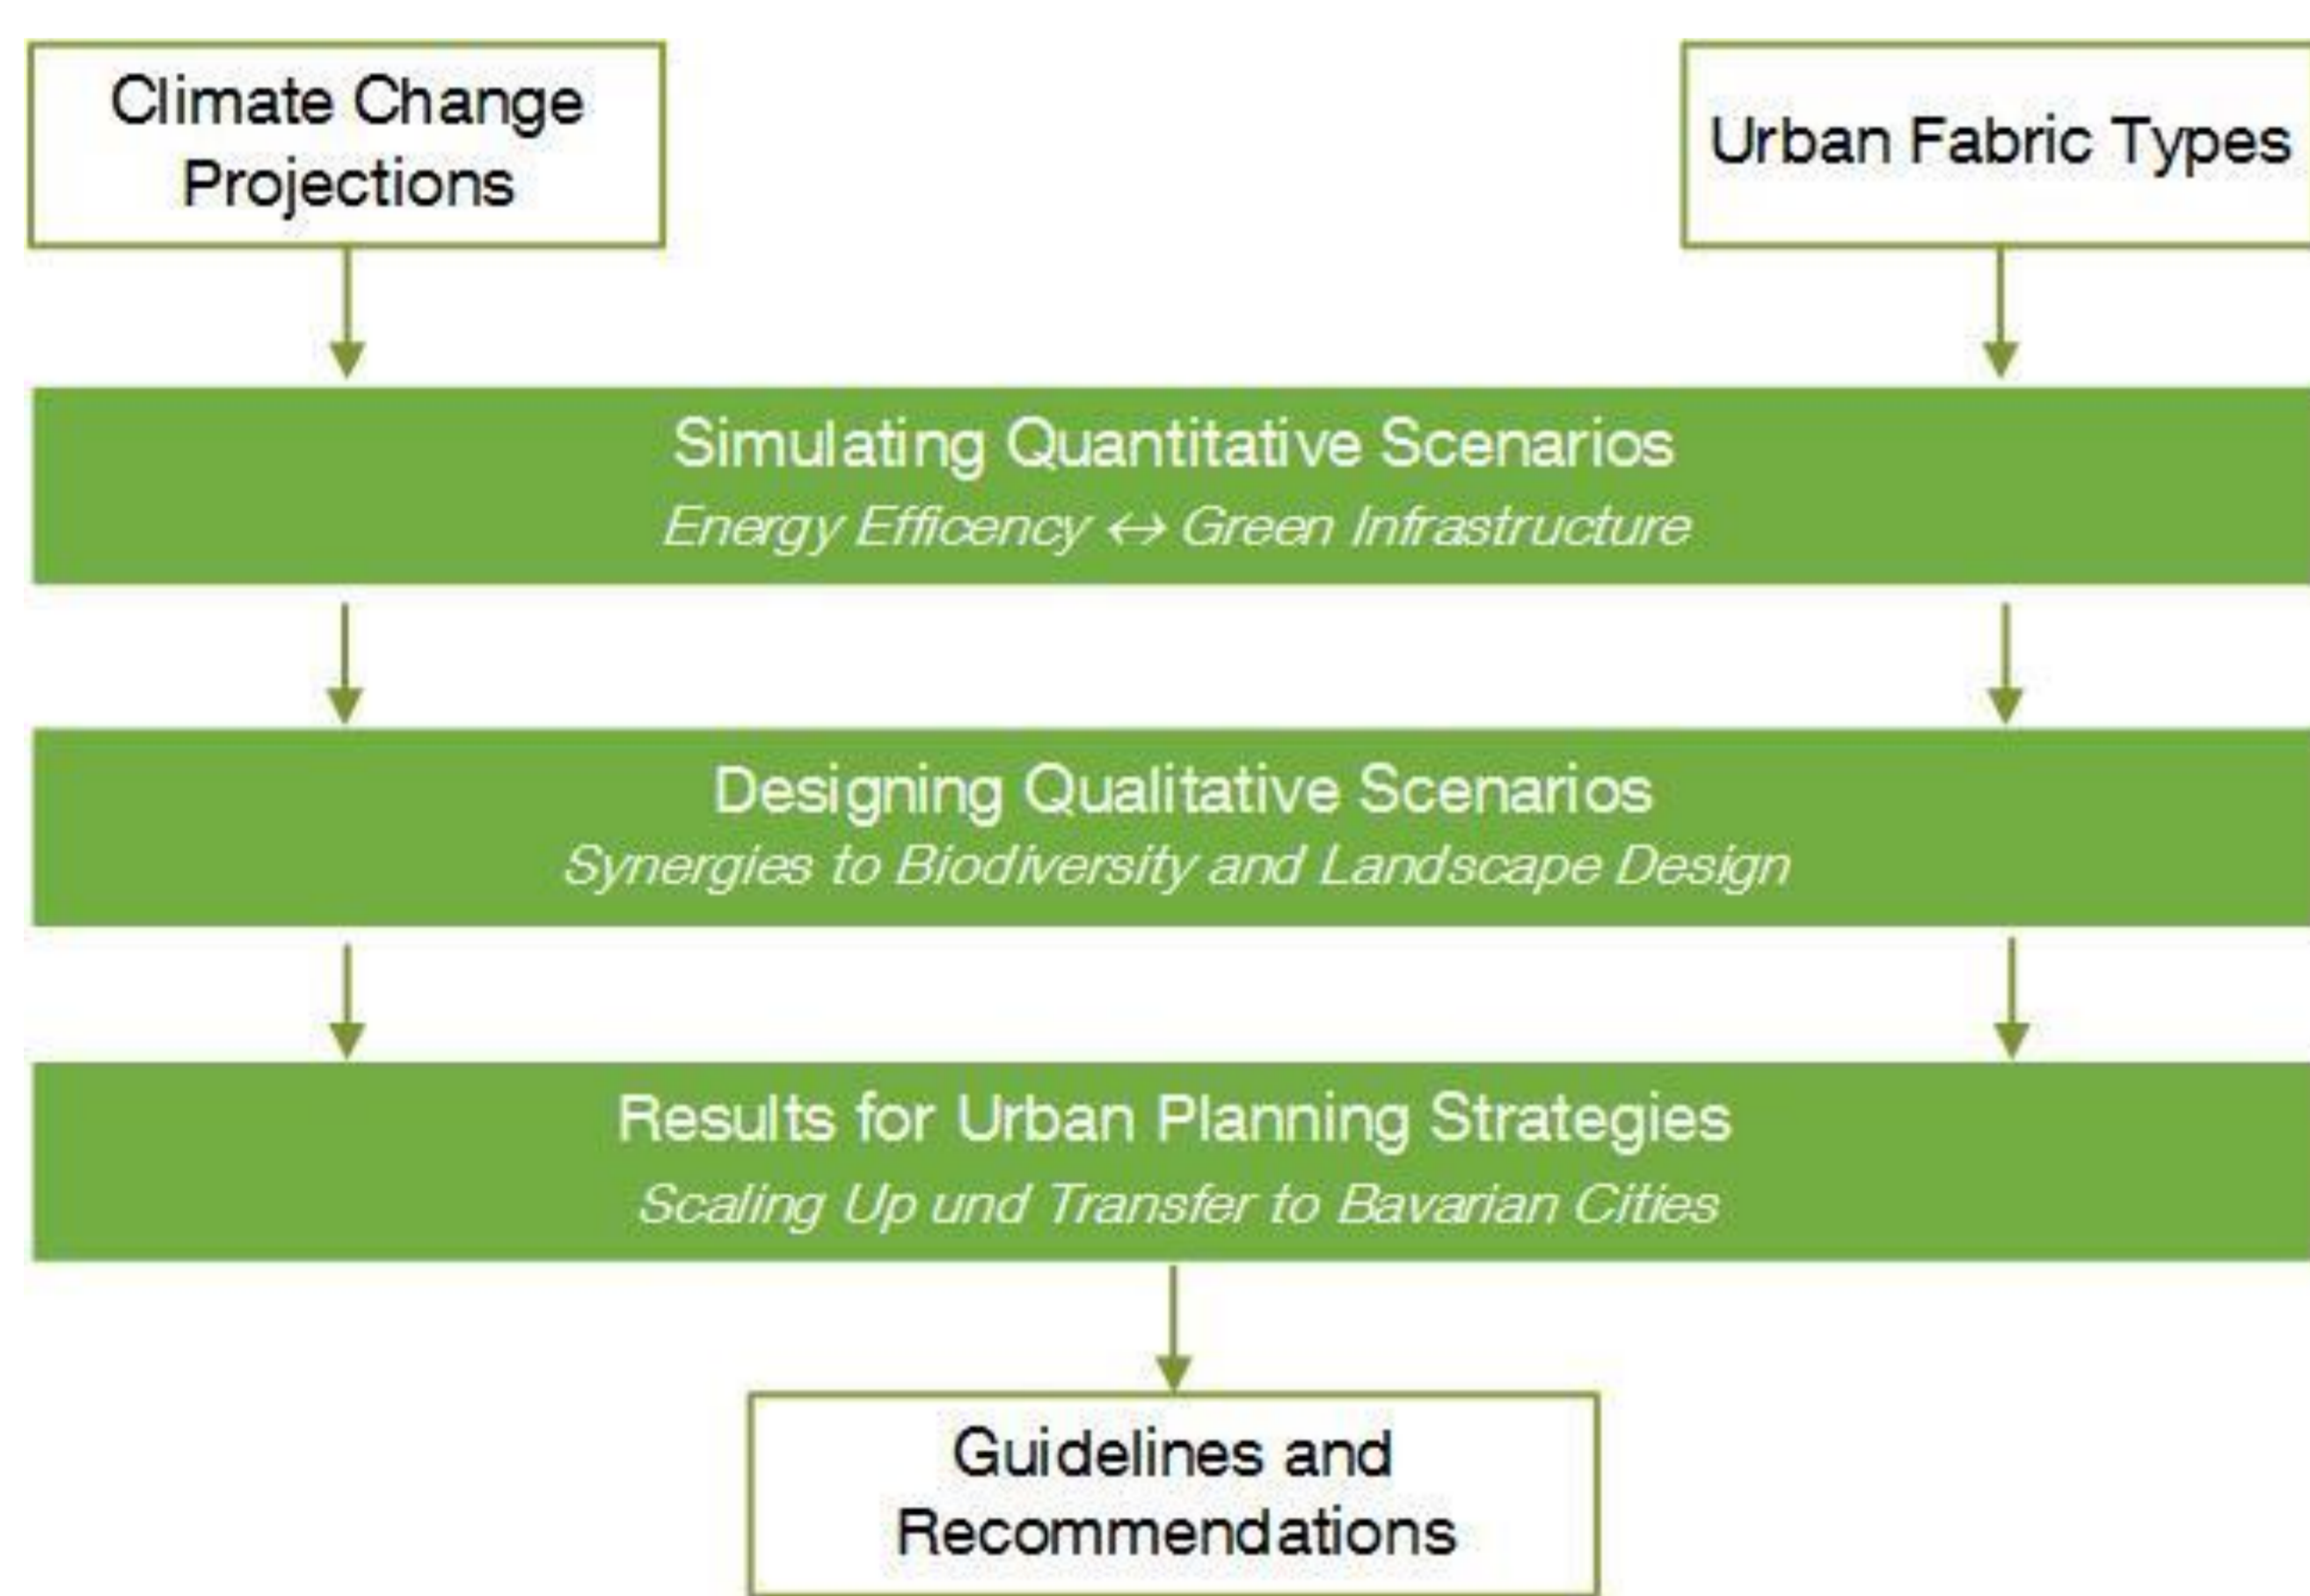 Climate Change
Projections
Urban Fabric Types
Simulating Quantitative Scenarios
Energy Efficency ↔ Green Infrastructure
Designing Qualitative Scenarios
Synergies to Biodiversity and Landscape Design
Results for Urban Planning Strategies
Scaling Up und Transfer to Bavarian Cities
Guidelines and
Recommendations